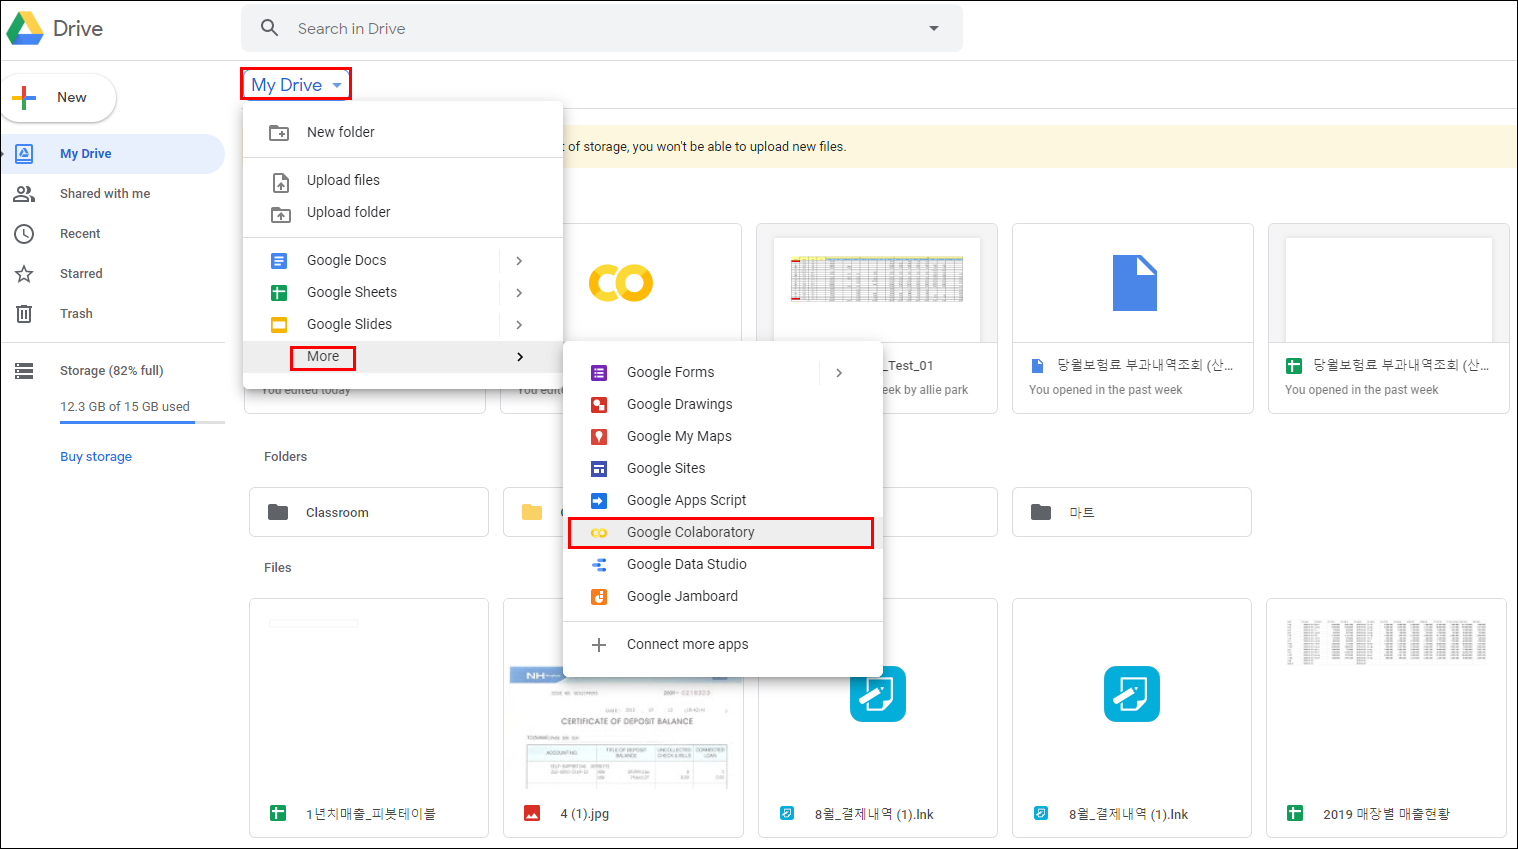 Drive
Search in Drive
New
My Drive
My Drive
Shared with me
Recent
Starred
Trash
Storage (82% full)
12.3 GB of 15 GB used
Buy storage
New folder
Upload files
Upload folder
Google Docs
Google Sheets
Google Slides
More
of storage, you won't be able to upload new files.
Google Forms
Google Drawings
Google My Maps
Google Sites
Google Apps Script
Google Colaboratory
Google Data Studio
Google Jamboard
Connect more apps
You edited today
You
_Test_01
by allie park
당월보험료 부과내역조회 (산...
You opened in the past week
당월보험료 부과내역조회 (산...
You opened in the past week
Folders
Classroom
마트
Files
NH
CERTIFICATE OF DEPOSIT BALANCE
ACCOUNT NO.
TITLE OF DEPOSIT
BALANCE
1년치매출_피봇테이블
4 (1).jpg
8월_결제내역 (1).lnk
8월_결제내역 (1).lnk
2019 매장별 매출현황